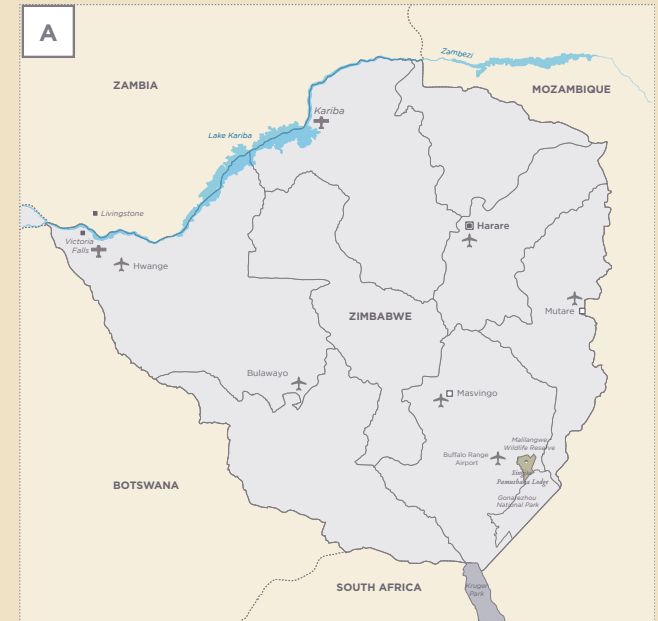 A
Zambezi
ZAMBIA
MOZAMBIQUE
Kariba
Lake Kariba
Livingstone
Harare
Victoria
Falls
Hwange
Mutare
ZIMBABWE
Bulawayo
Masvingo
Malilangwe
Wildlife Reserve
Buffalo Range
Airport
Singita
Pamushana Lodge
BOTSWANA
Gonarezhou
National Park
SOUTH AFRICA
Kruger
Park